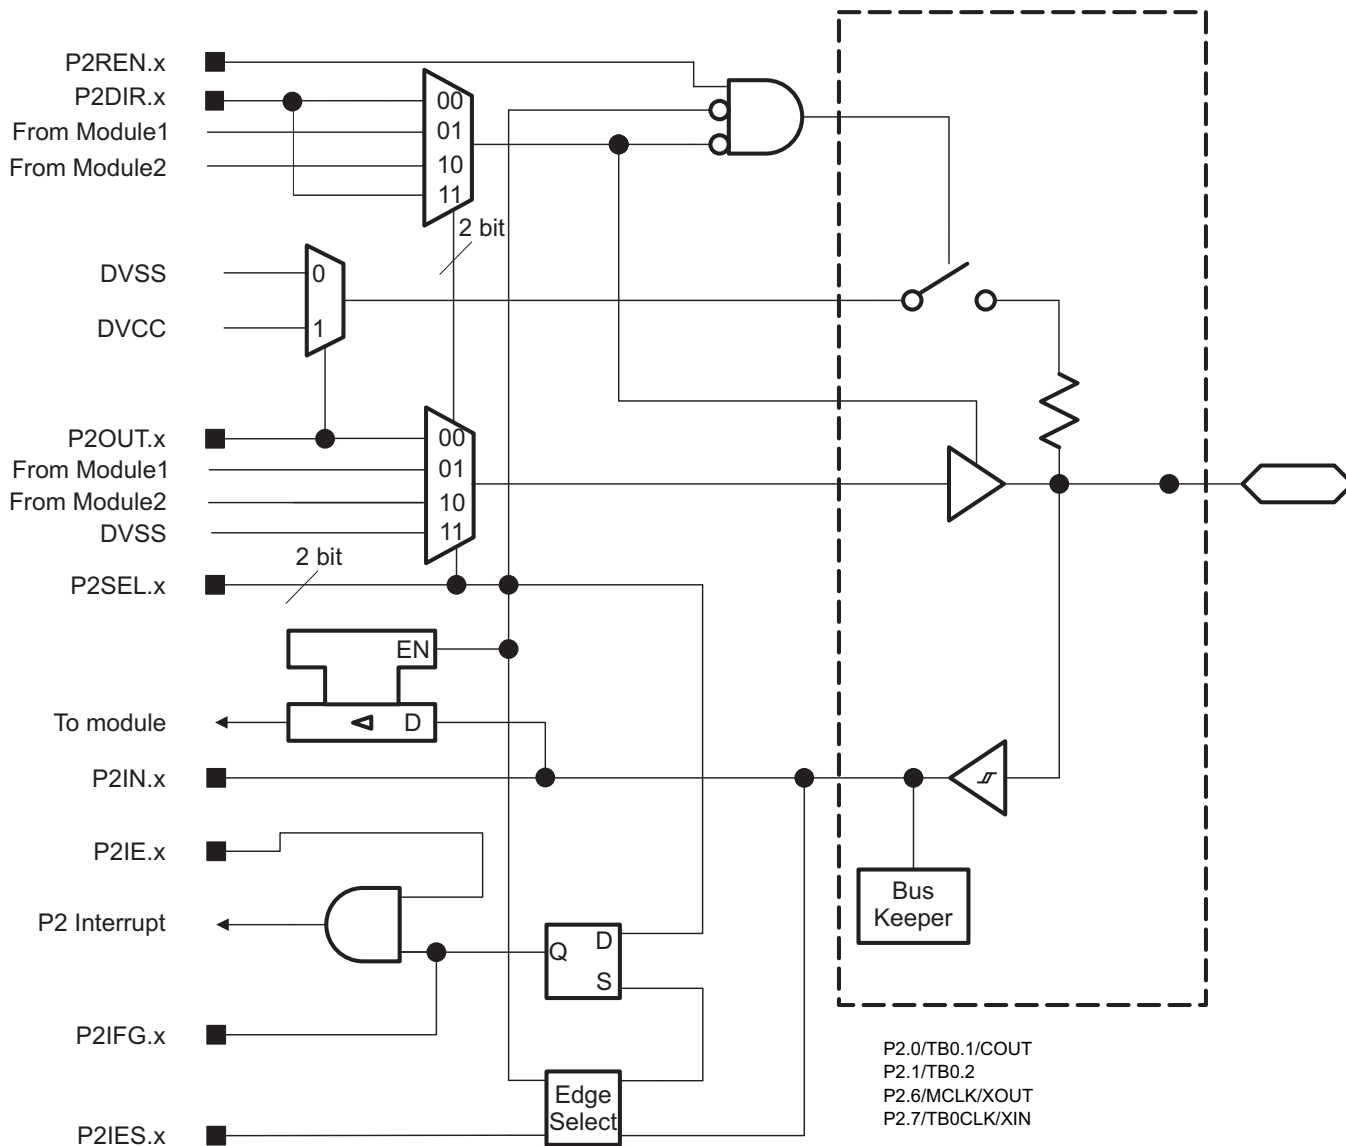 P2REN.x
P2DIR.x
From Module1
From Module2
00
01
10
11
2 bit
DVSS
DVCC
0
1
P2OUT.x
From Module1
From Module2
DVSS
00
01
10
11
2 bit
P2SEL.x
EN
D
To module
P2IN.x
P2IE.x
P2 Interrupt
P2IFG.x
Q
D
S
Bus
Keeper
Edge
Select
P2IES.x
P2.0/TB0.1/COUT
P2.1/TB0.2
P2.6/MCLK/XOUT
P2.7/TB0CLK/XIN